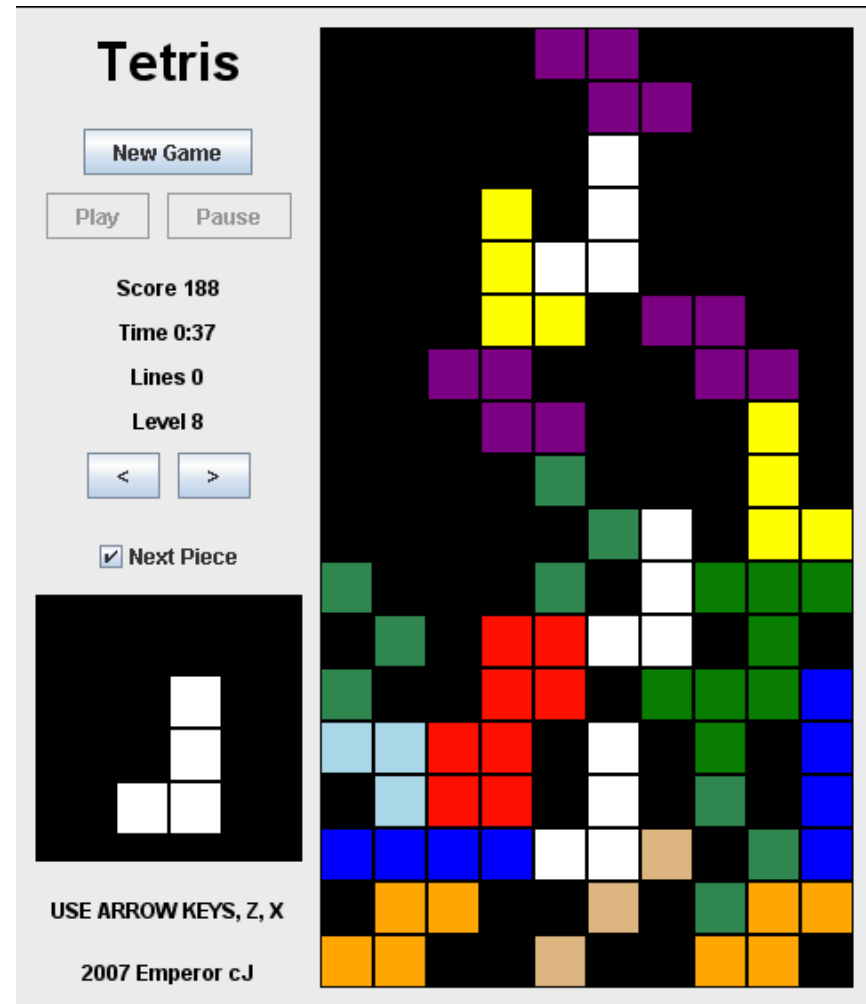 Tetris
New Game
Play Pause
Score 188
Time 0:37
Lines 0
Level 8
< >
Next Piece
USE ARROW KEYS, Z, X
2007 Emperor cJ